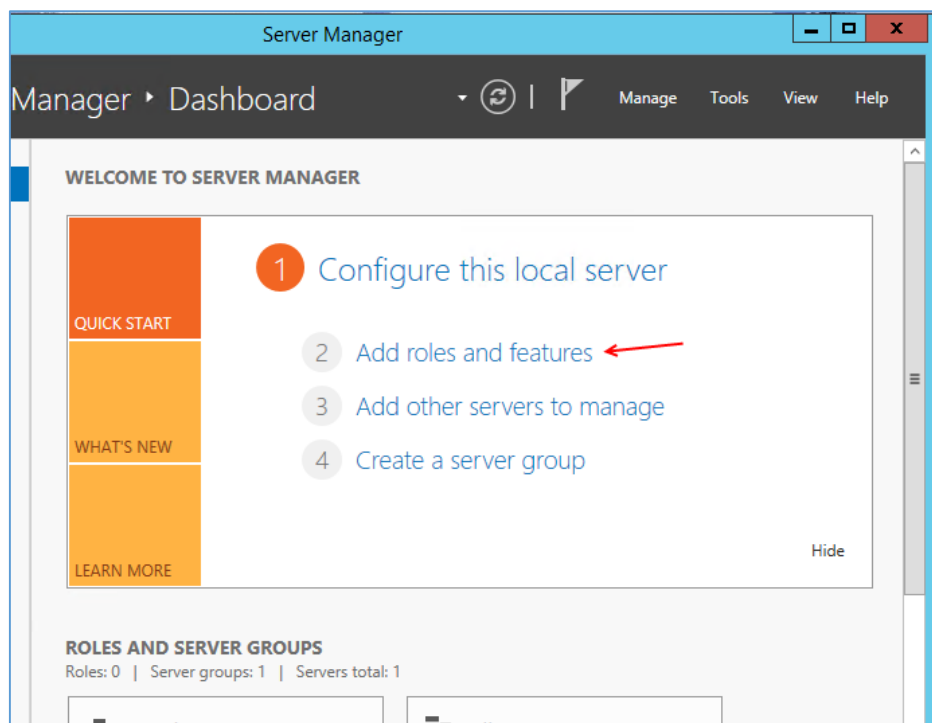 Server Manager
Manager ‣ Dashboard
Manage Tools View Help
WELCOME TO SERVER MANAGER
1 Configure this local server
QUICK START
2 Add roles and features
3 Add other servers to manage
WHAT'S NEW
4 Create a server group
Hide
LEARN MORE
ROLES AND SERVER GROUPS
Roles: 0 | Server groups: 1 | Servers total: 1